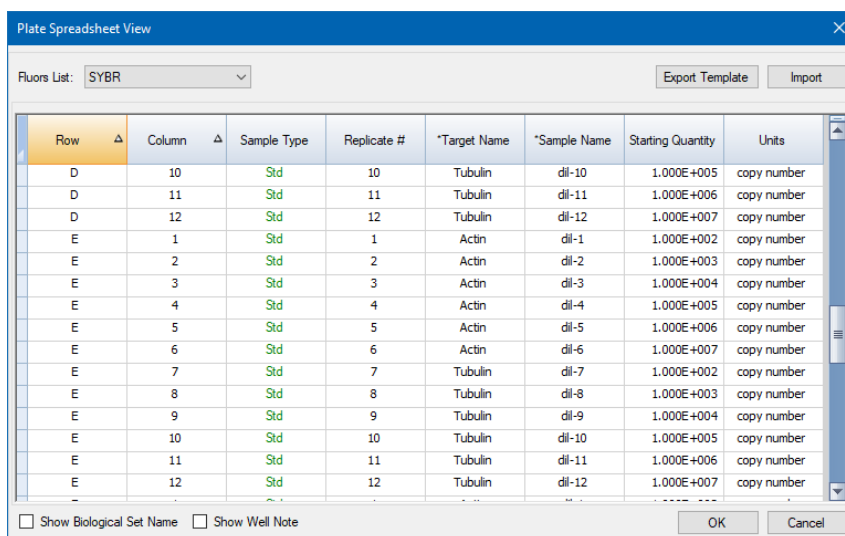 Plate Spreadsheet View
Fluors List: SYBR Export Template Import
Row Column Sample Type Replicate # *Target Name *Sample Name Starting Quantity Units
D 10 Std 10 Tubulin dil-10 1.000E+005 copy number
D 11 Std 11 Tubulin dil-11 1.000E+006 copy number
D 12 Std 12 Tubulin dil-12 1.000E+007 copy number
E 1 Std 1 Actin dil-1 1.000E+002 copy number
E 2 Std 2 Actin dil-2 1.000E+003 copy number
E 3 Std 3 Actin dil-3 1.000E+004 copy number
E 4 Std 4 Actin dil-4 1.000E+005 copy number
E 5 Std 5 Actin dil-5 1.000E+006 copy number
E 6 Std 6 Actin dil-6 1.000E+007 copy number
E 7 Std 7 Tubulin dil-7 1.000E+002 copy number
E 8 Std 8 Tubulin dil-8 1.000E+003 copy number
E 9 Std 9 Tubulin dil-9 1.000E+004 copy number
E 10 Std 10 Tubulin dil-10 1.000E+005 copy number
E 11 Std 11 Tubulin dil-11 1.000E+006 copy number
E 12 Std 12 Tubulin dil-12 1.000E+007 copy number
Show Biological Set Name Show Well Note OK Cancel